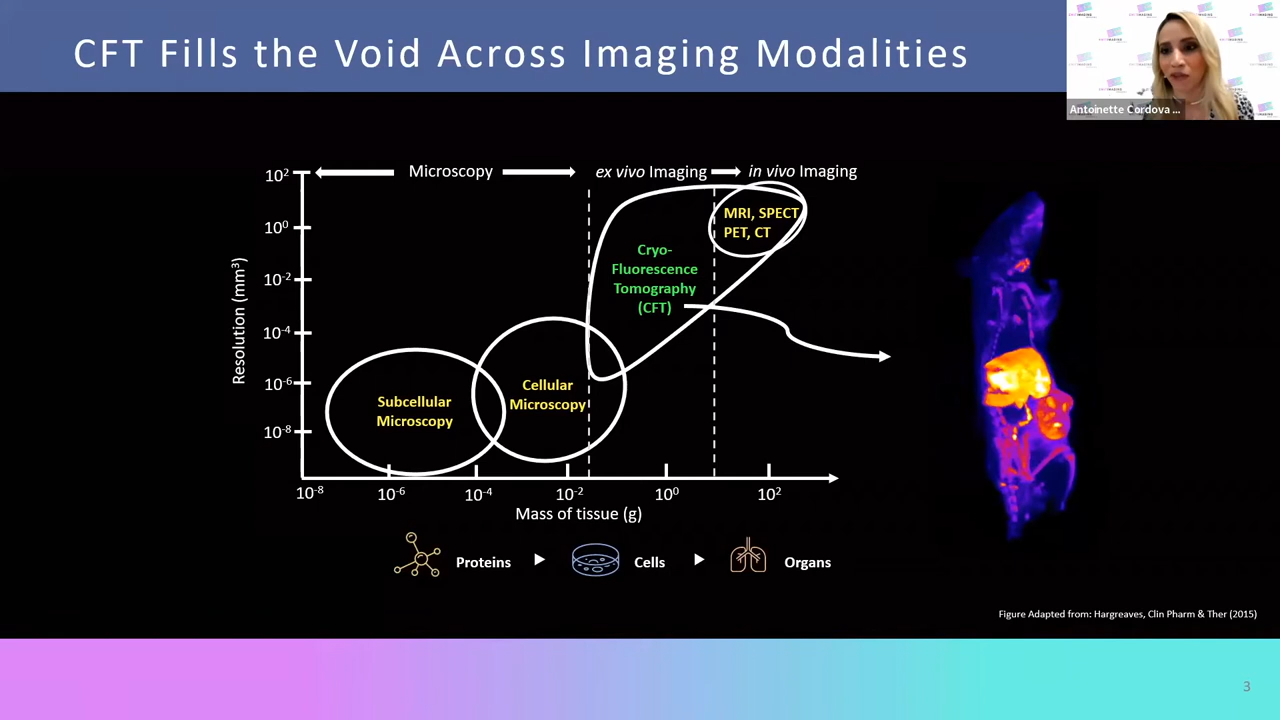 CFT Fills the Void Across Imaging Modalities
Antoinette Cordova ...
Microscopy
ex vivo Imaging
in vivo Imaging
10²
10⁰
10⁻²
10⁻⁴
10⁻⁶
10⁻⁸
Resolution (mm³)
MRI, SPECT
PET, CT
Cryo-
Fluorescence
Tomography
(CFT)
Subcellular
Microscopy
Cellular
Microscopy
10⁻⁸
10⁻⁶
10⁻⁴
10⁻²
10⁰
10²
Mass of tissue (g)
Proteins
Cells
Organs
Figure Adapted from: Hargreaves, Clin Pharm & Ther (2015)
3